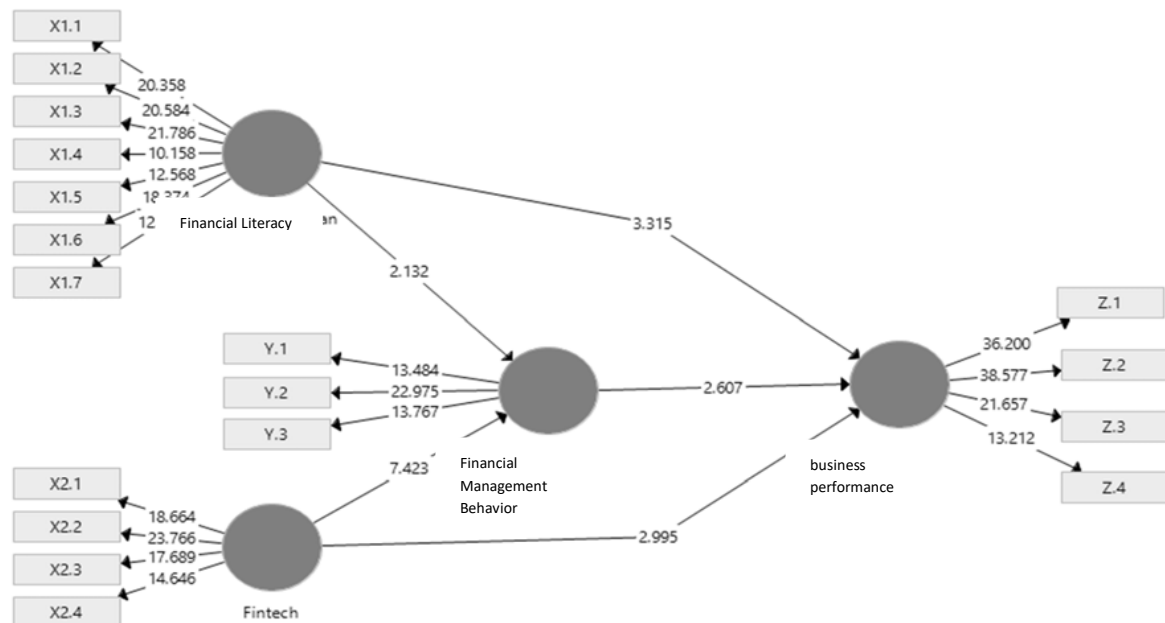 X1.1
X1.2
X1.3
X1.4
X1.5
X1.6
X1.7
20.358
20.584
21.786
10.158
12.568
18.374
12
Financial Literacy
an
3.315
2.132
Y.1
Y.2
Y.3
13.484
22.975
13.767
2.607
7.423
Financial
Management
Behavior
business
performance
Z.1
Z.2
Z.3
Z.4
36.200
38.577
21.657
13.212
X2.1
X2.2
X2.3
X2.4
18.664
23.766
17.689
14.646
2.995
Fintech